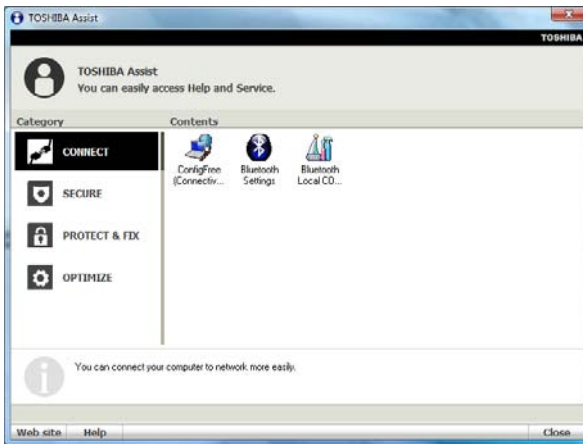 TOSHIBA Assist
TOSHIBA
TOSHIBA Assist
You can easily access Help and Service.
Category
Contents
CONNECT
SECURE
PROTECT & FIX
OPTIMIZE
ConfigFree
(Connectiv...
Bluetooth
Settings
Bluetooth
Local CO...
You can connect your computer to network more easily.
Web site
Help
Close